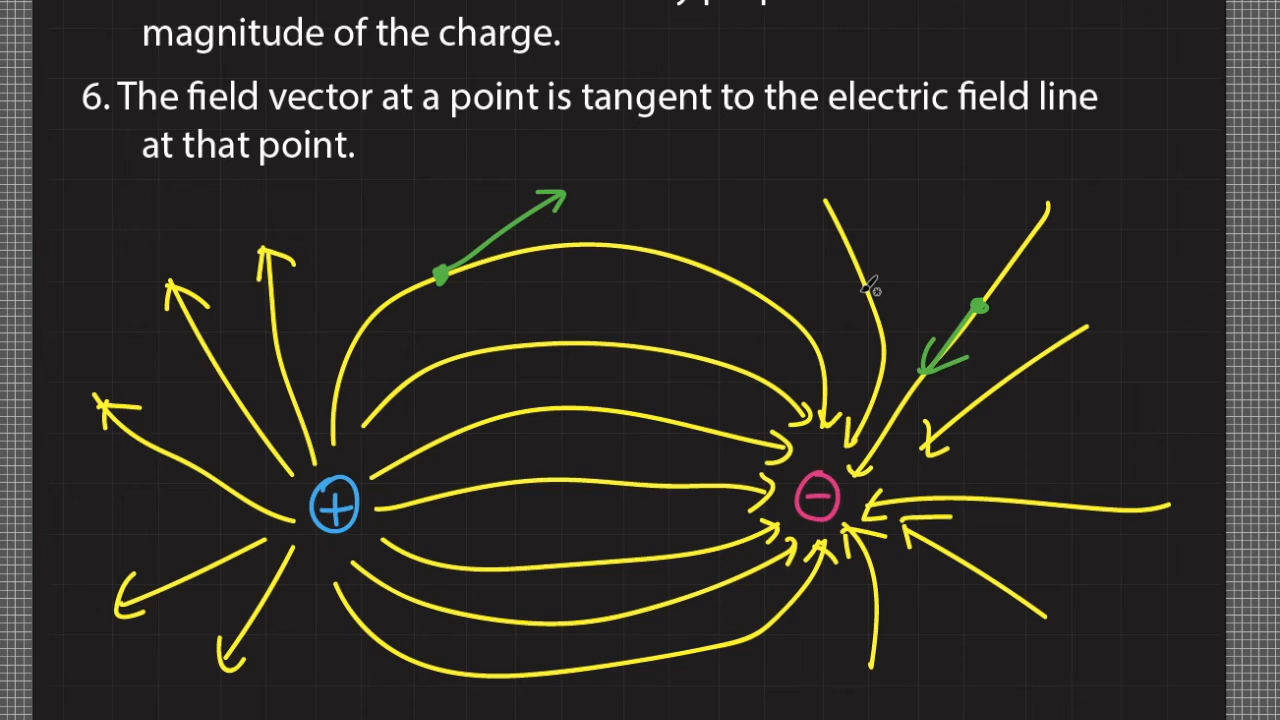 magnitude of the charge.
6. The field vector at a point is tangent to the electric field line
at that point.
+
−